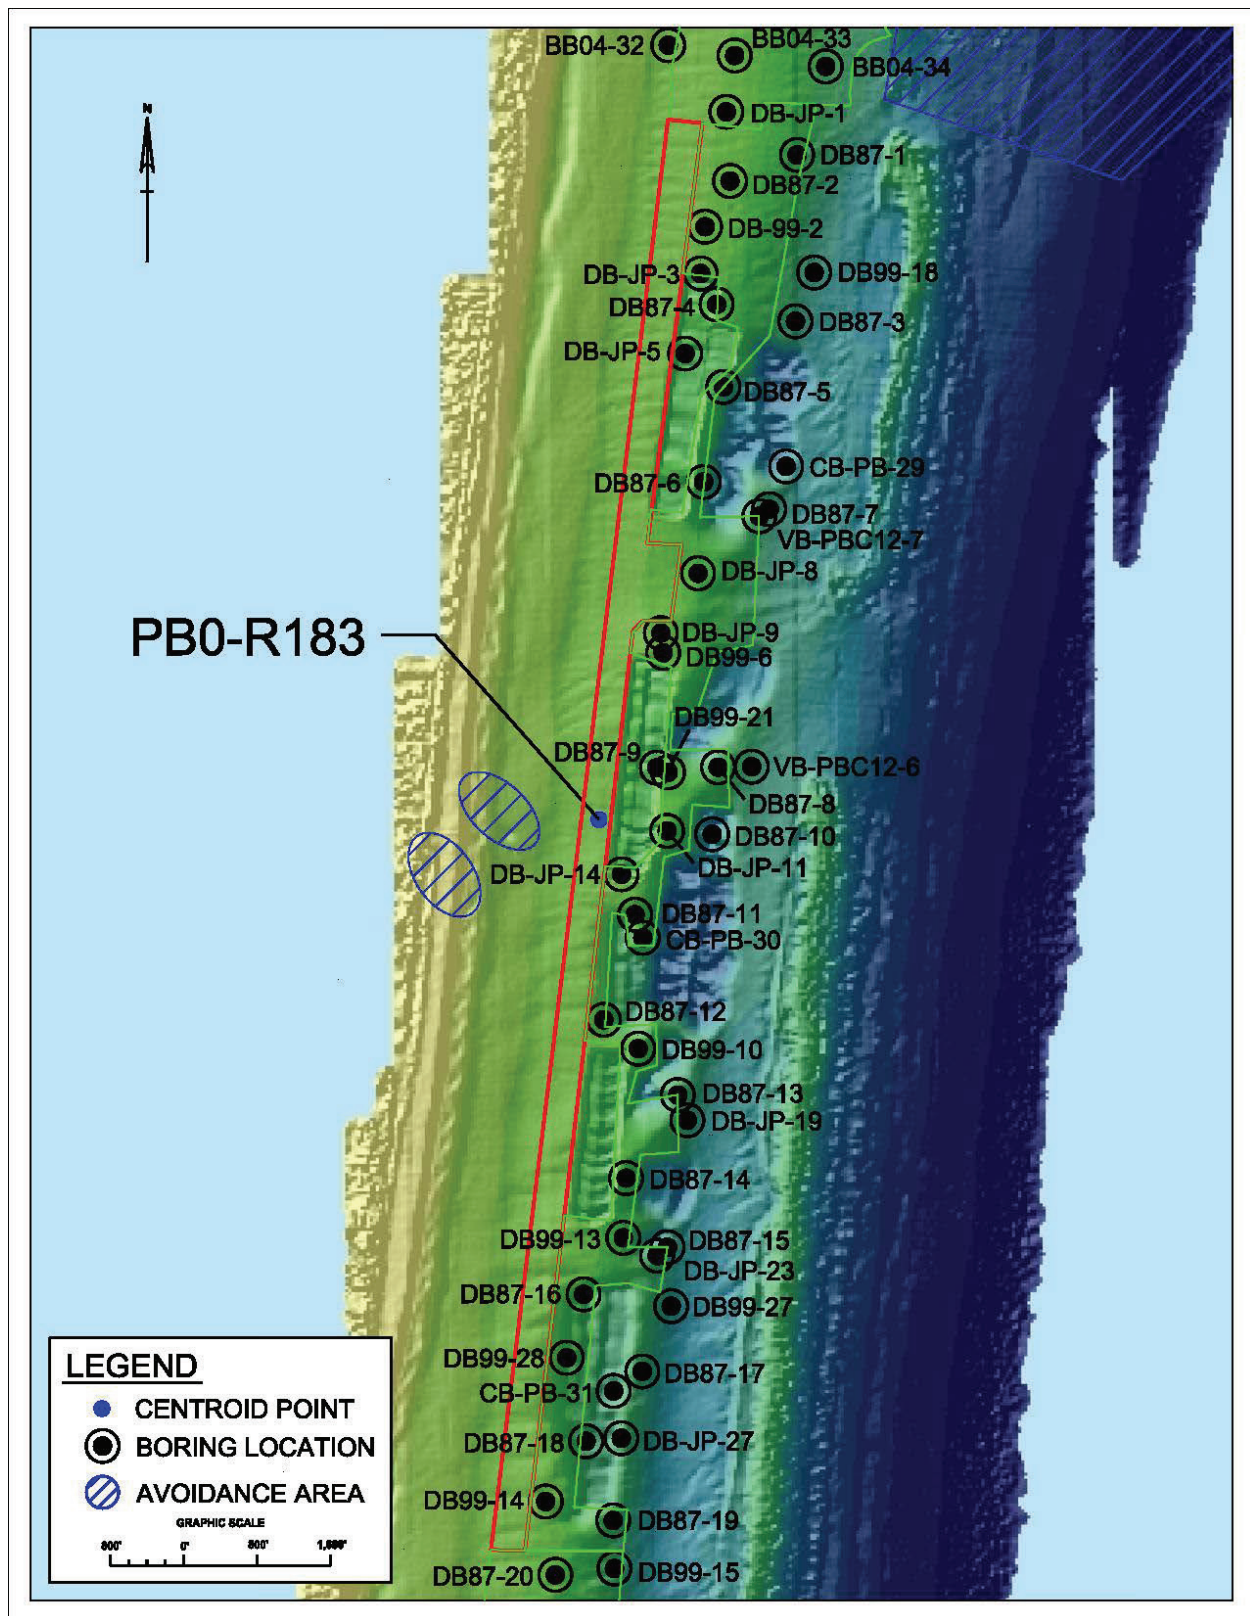 BB04-32
BB04-33
BB04-34
N
DB-JP-1
DB87-1
DB87-2
DB-99-2
DB-JP-3
DB99-18
DB87-4
DB87-3
DB-JP-5
DB87-5
CB-PB-29
DB87-6
DB87-7
VB-PBC12-7
DB-JP-8
PB0-R183
DB-JP-9
DB99-6
DB99-21
DB87-9
VB-PBC12-6
DB87-8
DB87-10
DB-JP-11
DB-JP-14
DB87-11
CB-PB-30
DB87-12
DB99-10
DB87-13
DB-JP-19
DB87-14
DB99-13
DB87-15
DB-JP-23
DB87-16
DB99-27
DB99-28
DB87-17
CB-PB-31
DB87-18
DB-JP-27
DB99-14
DB87-19
DB87-20
DB99-15
LEGEND
CENTROID POINT
BORING LOCATION
AVOIDANCE AREA
GRAPHIC SCALE
0'